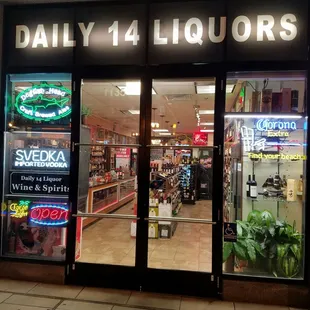 DAILY 14 LIQUORS
Dogfish Head
Craft Brewed Ales
SVEDKA
IMPORTED VODKA
Daily 14 Liquor
Wine & Spirits
OPEN
Corona
Extra
Find your beach